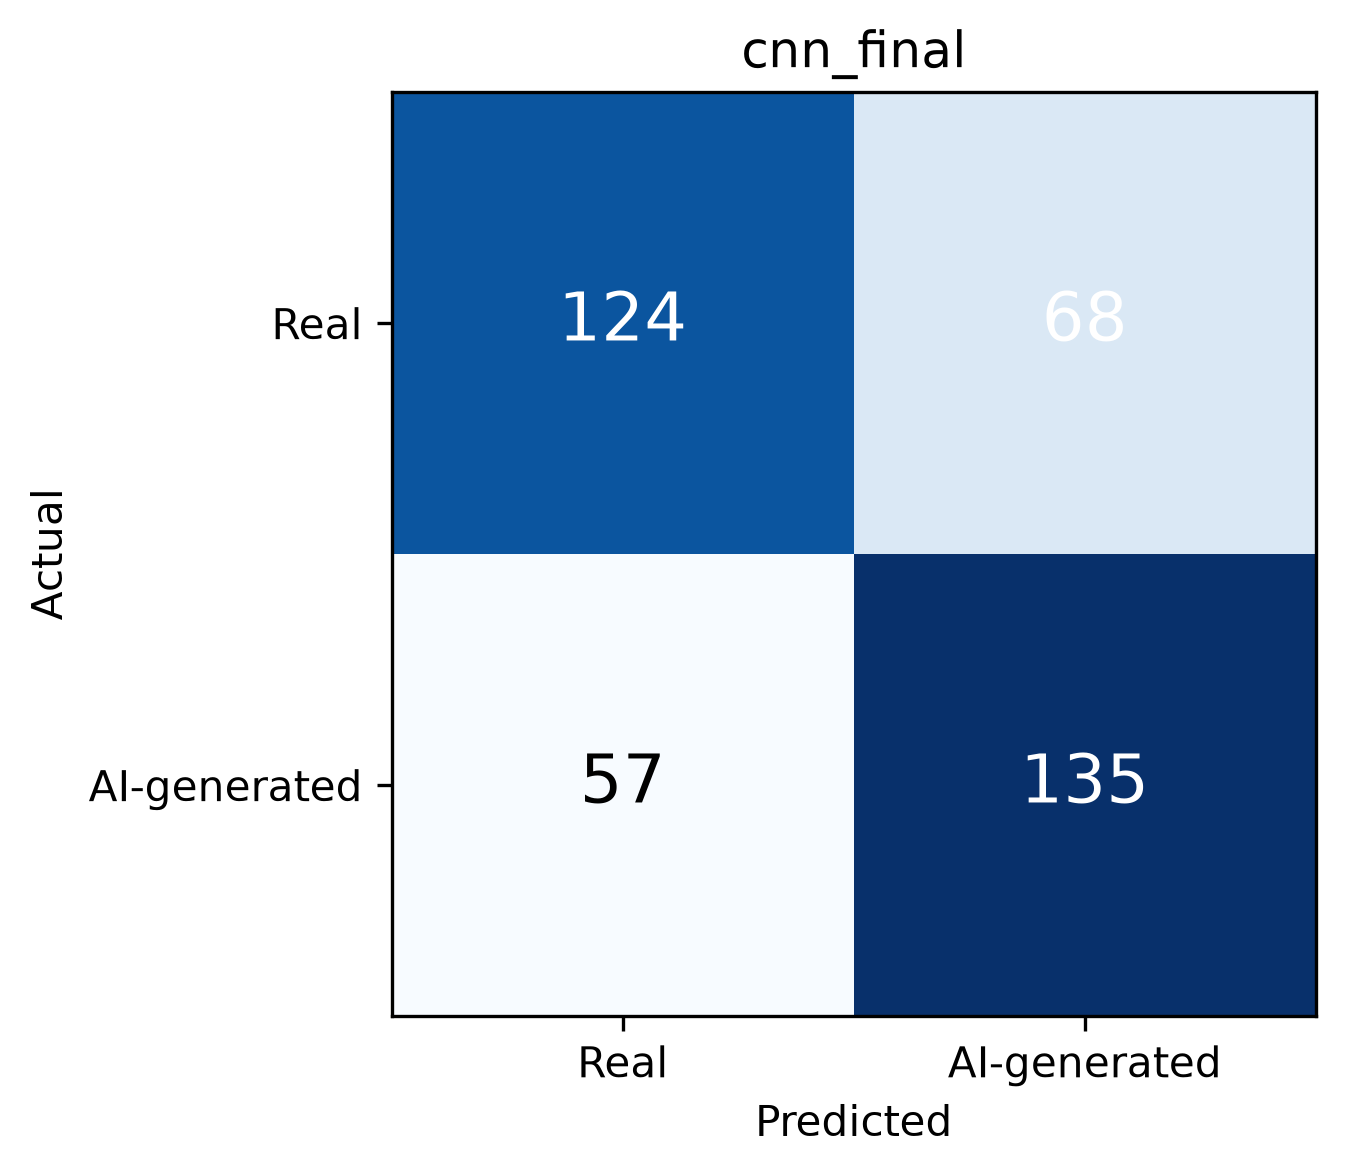 cnn_final
Real
124
68
Actual
AI-generated
57
135
Real
AI-generated
Predicted